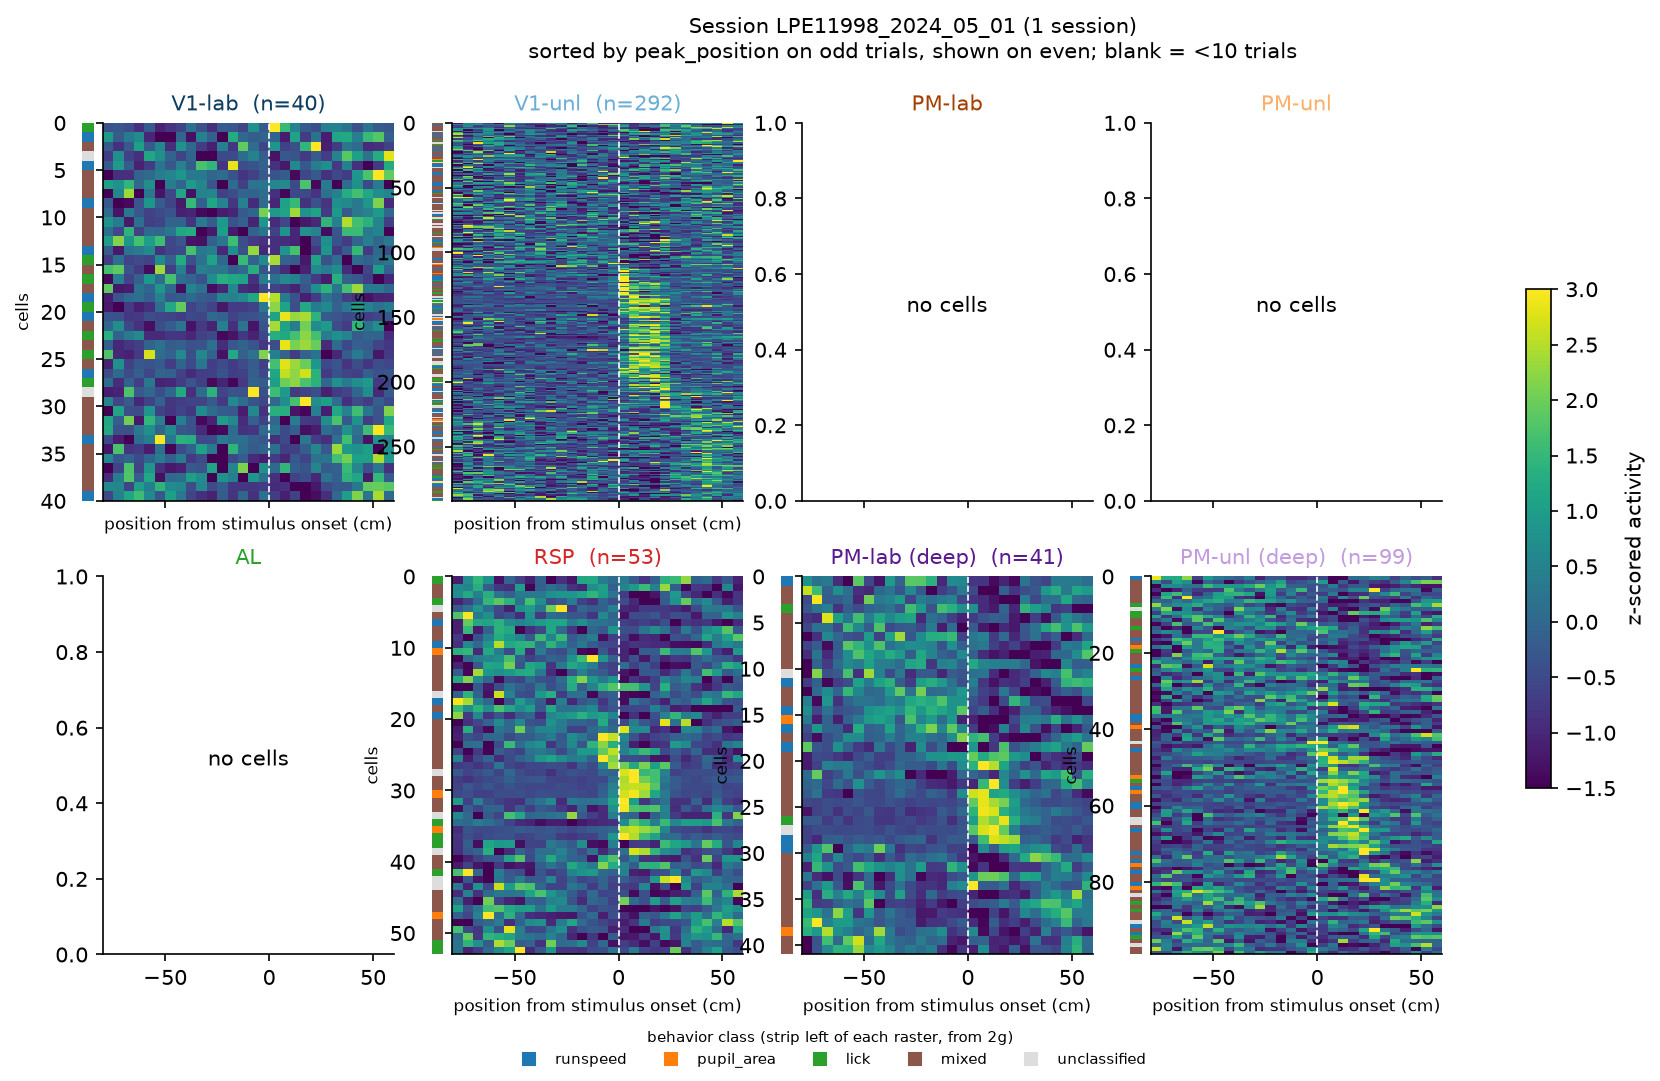 Session LPE11998_2024_05_01 (1 session)
sorted by peak_position on odd trials, shown on even; blank = <10 trials
V1-lab (n=40)
V1-unl (n=292)
PM-lab
PM-unl
0
5
10
15
20
25
30
35
40
cells
position from stimulus onset (cm)
0
50
100
150
200
250
cells
position from stimulus onset (cm)
1.0
0.8
0.6
0.4
0.2
0.0
no cells
1.0
0.8
0.6
0.4
0.2
0.0
no cells
AL
RSP (n=53)
PM-lab (deep) (n=41)
PM-unl (deep) (n=99)
1.0
0.8
0.6
0.4
0.2
0.0
no cells
−50 0 50
0
10
20
30
40
50
cells
−50 0 50
position from stimulus onset (cm)
0
5
10
15
20
25
30
35
40
cells
−50 0 50
position from stimulus onset (cm)
0
20
40
60
80
cells
−50 0 50
position from stimulus onset (cm)
3.0
2.5
2.0
1.5
1.0
0.5
0.0
−0.5
−1.0
−1.5
z-scored activity
behavior class (strip left of each raster, from 2g)
runspeed pupil_area lick mixed unclassified